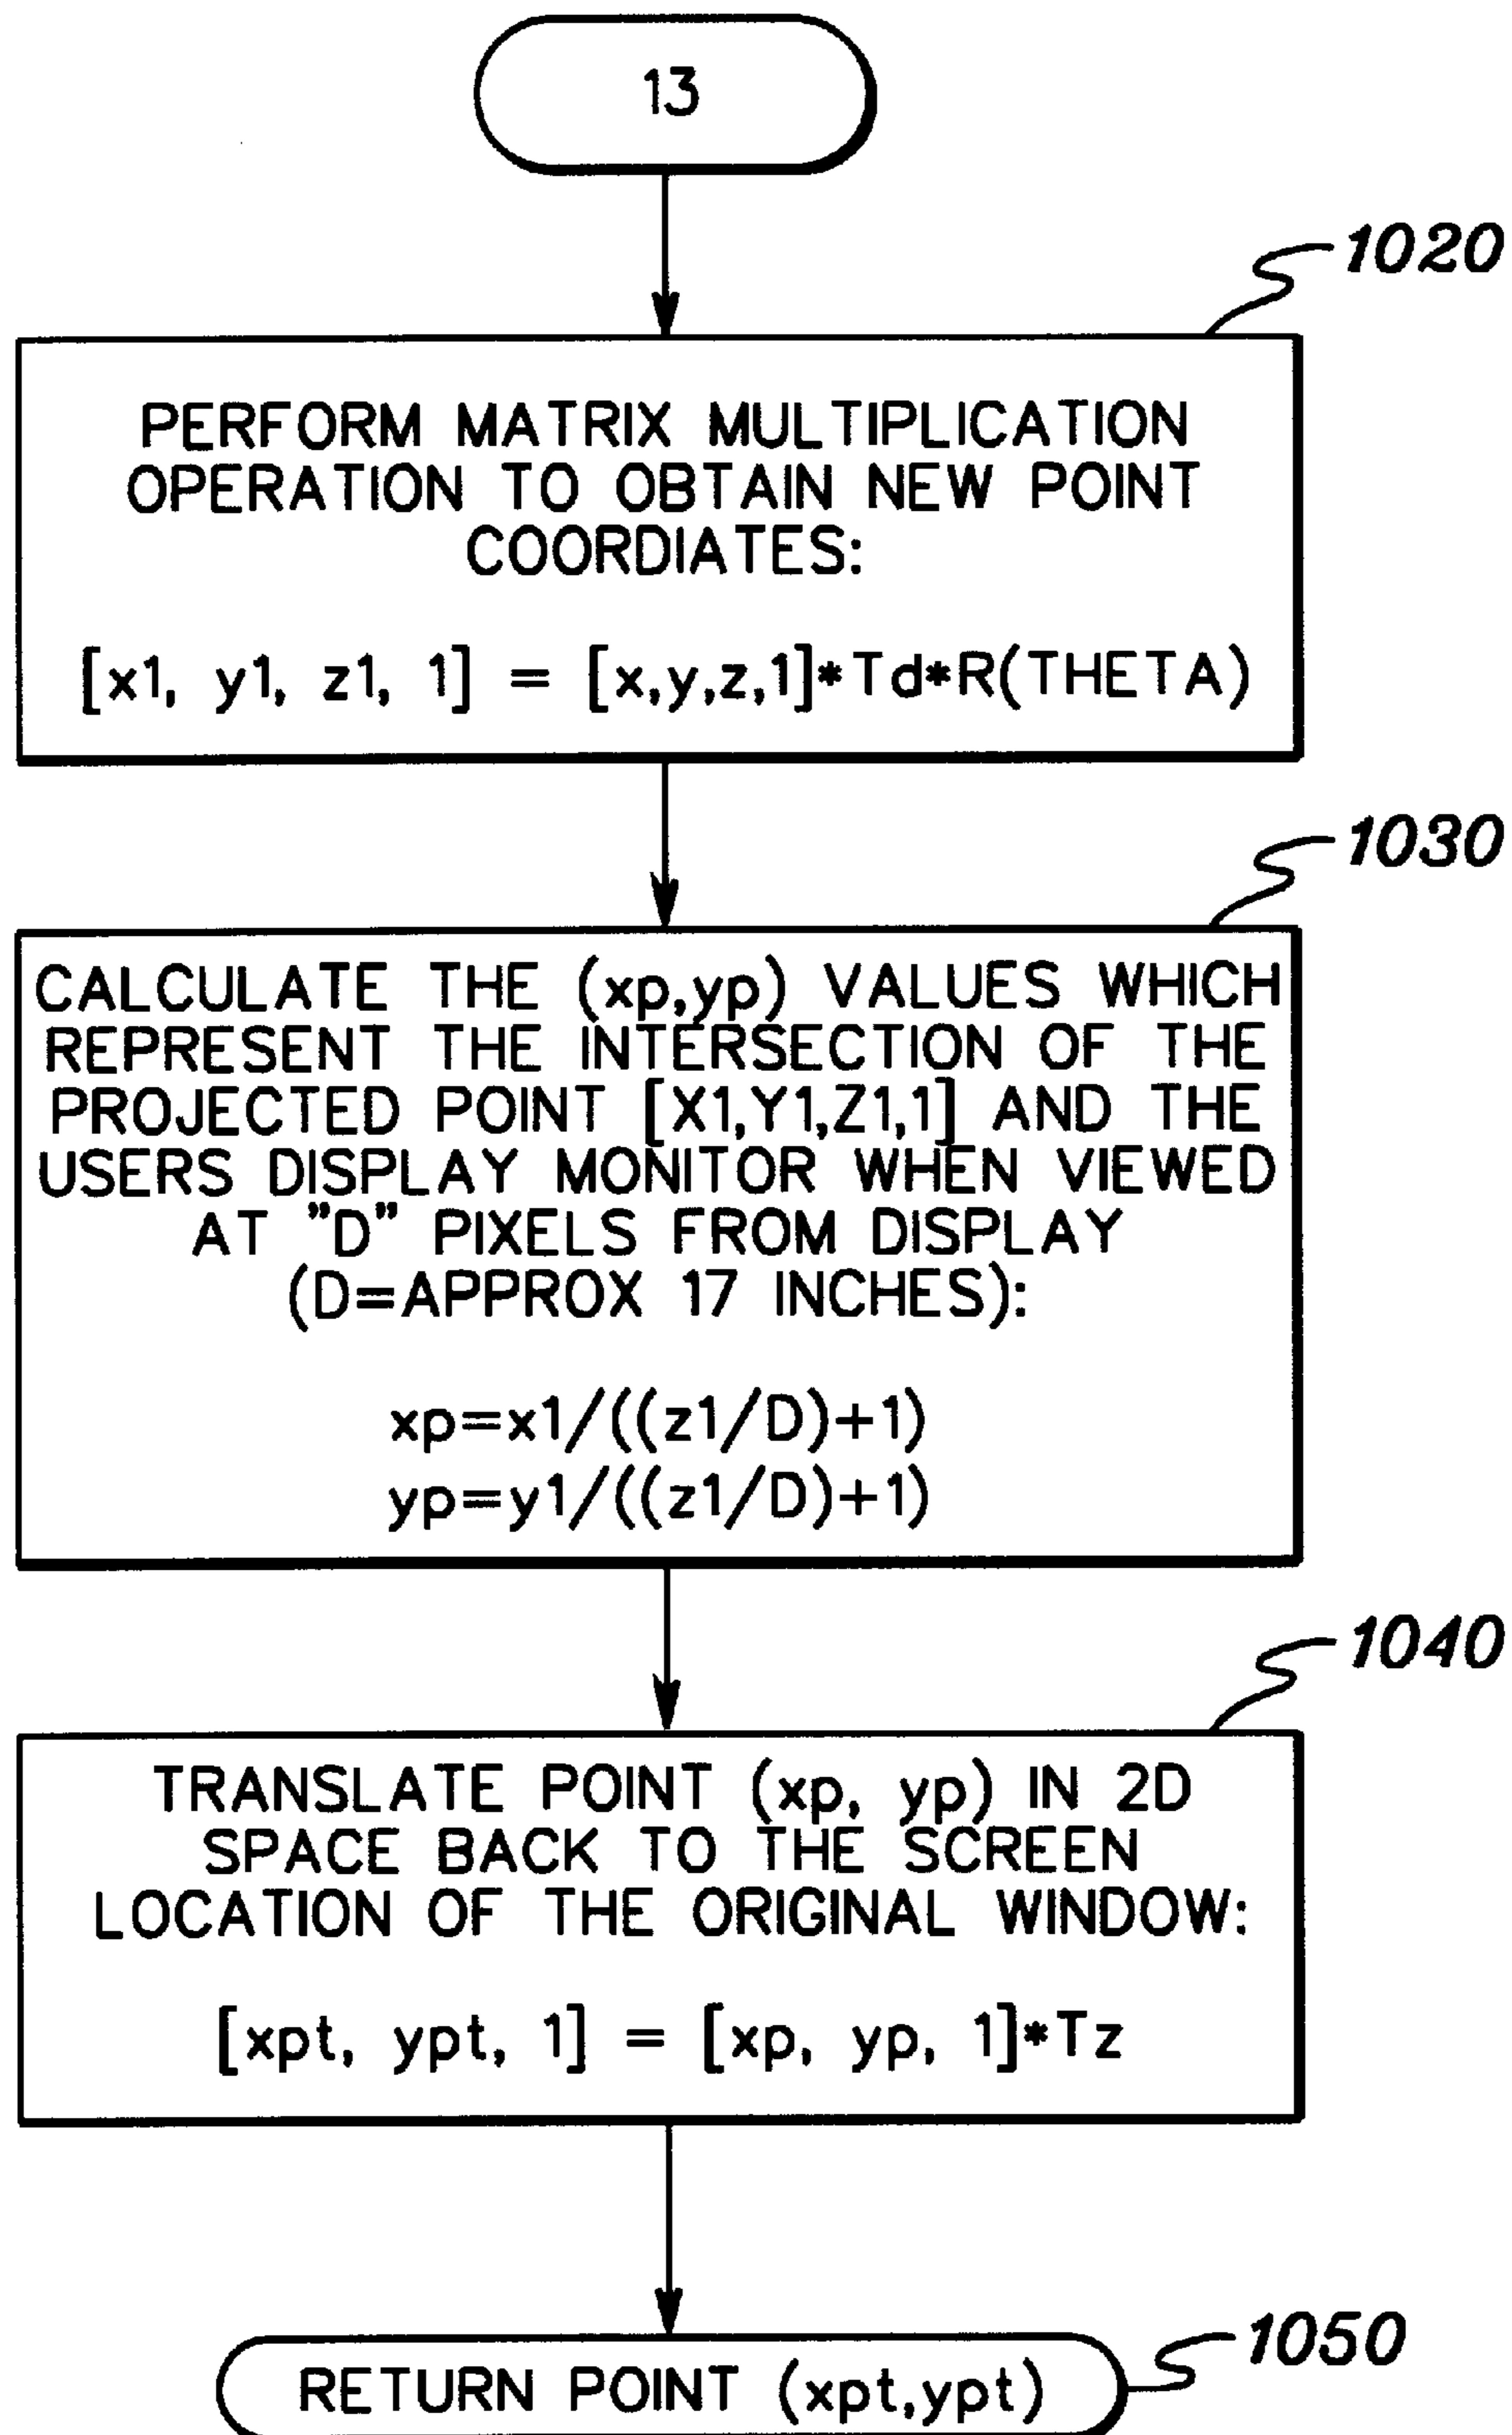 13
1020
PERFORM MATRIX MULTIPLICATION
OPERATION TO OBTAIN NEW POINT
COORDIATES:
[x1, y1, z1, 1] = [x,y,z,1]*Td*R(THETA)
1030
CALCULATE THE (xp,yp) VALUES WHICH
REPRESENT THE INTERSECTION OF THE
PROJECTED POINT [X1,Y1,Z1,1] AND THE
USERS DISPLAY MONITOR WHEN VIEWED
AT "D" PIXELS FROM DISPLAY
(D=APPROX 17 INCHES):
xp=x1/((z1/D)+1)
yp=y1/((z1/D)+1)
1040
TRANSLATE POINT (xp, yp) IN 2D
SPACE BACK TO THE SCREEN
LOCATION OF THE ORIGINAL WINDOW:
[xpt, ypt, 1] = [xp, yp, 1]*Tz
1050
RETURN POINT (xpt,ypt)